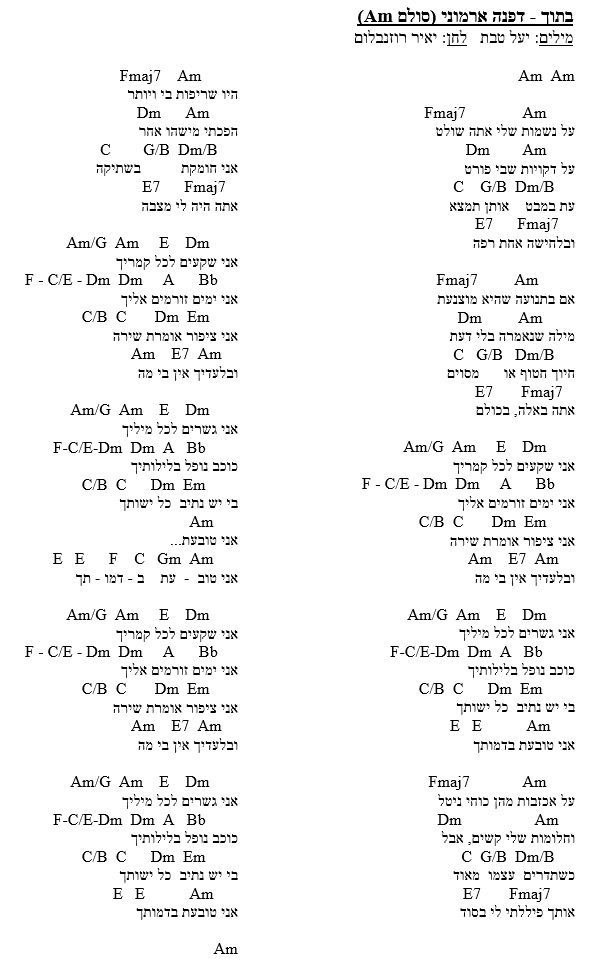 בתוך - דפנה ארמוני (סולם Am)
מילים: יעל טבת   לחן: יאיר רוזנבלום
Am  Am
Fmaj7   Am
על נשמות שלי אתה שולט
Dm   Am
על דקויות שבי פורט
C   G/B   Dm/B
עת במבט   אותן תמצא
E7   Fmaj7
ובלחישה אחת רפה
Fmaj7   Am
אם בתנועה שהיא מוצנעת
Dm   Am
מילה שנאמרה בלי דעת
C   G/B   Dm/B
חיוך חטוף או   מסוים
E7   Fmaj7
אתה באלה, בכולם
Am/G   Am   E   Dm
אני שקעים לכל קמריך
F - C/E - Dm   Dm   A   Bb
אני ימים זורמים אליך
C/B   C   Dm   Em
אני ציפור אומרת שירה
Am   E7   Am
ובלעדיך אין בי מה
Am/G   Am   E   Dm
אני גשרים לכל מיליך
F-C/E-Dm   Dm   A   Bb
כוכב נופל בלילותיך
C/B   C   Dm   Em
בי יש נתיב  כל ישותך
E   E   Am
אני טובעת בדמותך
Fmaj7   Am
על אכזבות מהן כוחי ניטל
Dm   Am
וחלומות שלי קשים, אבל
C   G/B   Dm/B
כשתדרים  עצמו  מאוד
E7   Fmaj7
אותך פיללתי לי בסוד
Fmaj7   Am
היו שריפות בי ויותר
Dm   Am
הפכתי מישהו אחר
C   G/B   Dm/B
אני חומקת   בשתיקה
E7   Fmaj7
אתה היה לי מצבה
Am/G   Am   E   Dm
אני שקעים לכל קמריך
F - C/E - Dm   Dm   A   Bb
אני ימים זורמים אליך
C/B   C   Dm   Em
אני ציפור אומרת שירה
Am   E7   Am
ובלעדיך אין בי מה
Am/G   Am   E   Dm
אני גשרים לכל מיליך
F-C/E-Dm   Dm   A   Bb
כוכב נופל בלילותיך
C/B   C   Dm   Em
בי יש נתיב  כל ישותך
Am
אני טובעת...
E   E   F   C   Gm   Am
אני טוב  -  עת   ב - דמו - תך
Am/G   Am   E   Dm
אני שקעים לכל קמריך
F - C/E - Dm   Dm   A   Bb
אני ימים זורמים אליך
C/B   C   Dm   Em
אני ציפור אומרת שירה
Am   E7   Am
ובלעדיך אין בי מה
Am/G   Am   E   Dm
אני גשרים לכל מיליך
F-C/E-Dm   Dm   A   Bb
כוכב נופל בלילותיך
C/B   C   Dm   Em
בי יש נתיב  כל ישותך
E   E   Am
אני טובעת בדמותך
Am